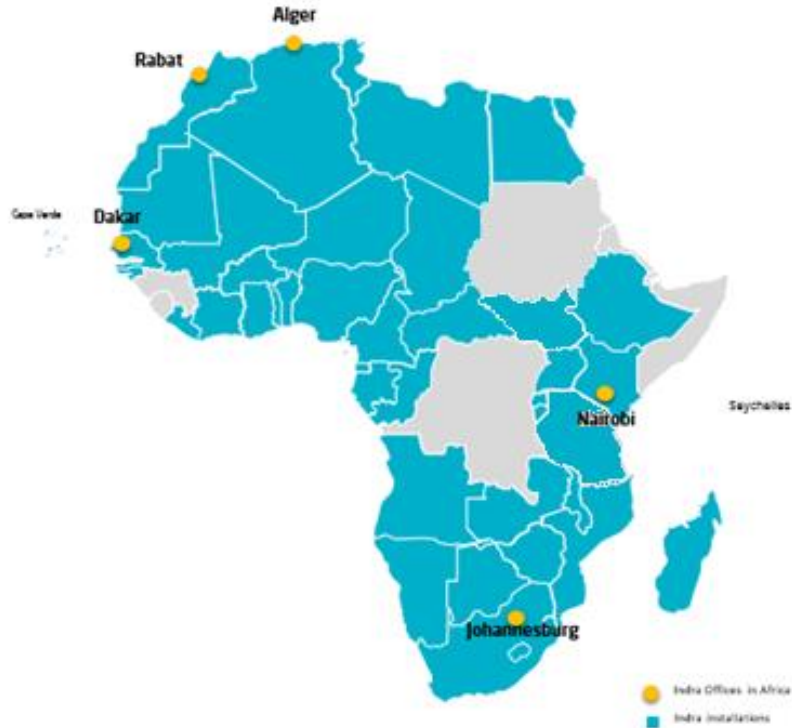 Alger
Rabat
Cape Verde
Dakar
Seychelles
Nairobi
Johannesburg
Indra Offices in Africa
Indra installations